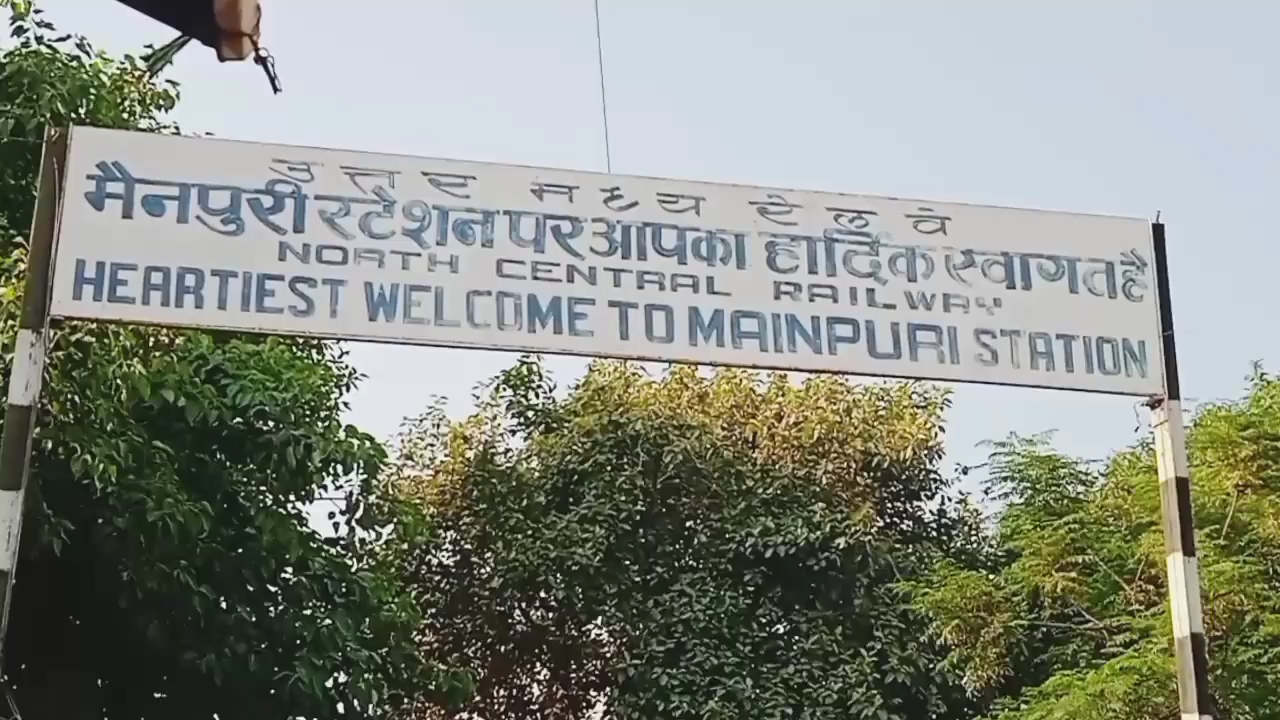 उत्तर मध्य रेलवे
मैनपुरी स्टेशन पर आपका हार्दिक स्वागत है
NORTH CENTRAL RAILWAY
HEARTIEST WELCOME TO MAINPURI STATION